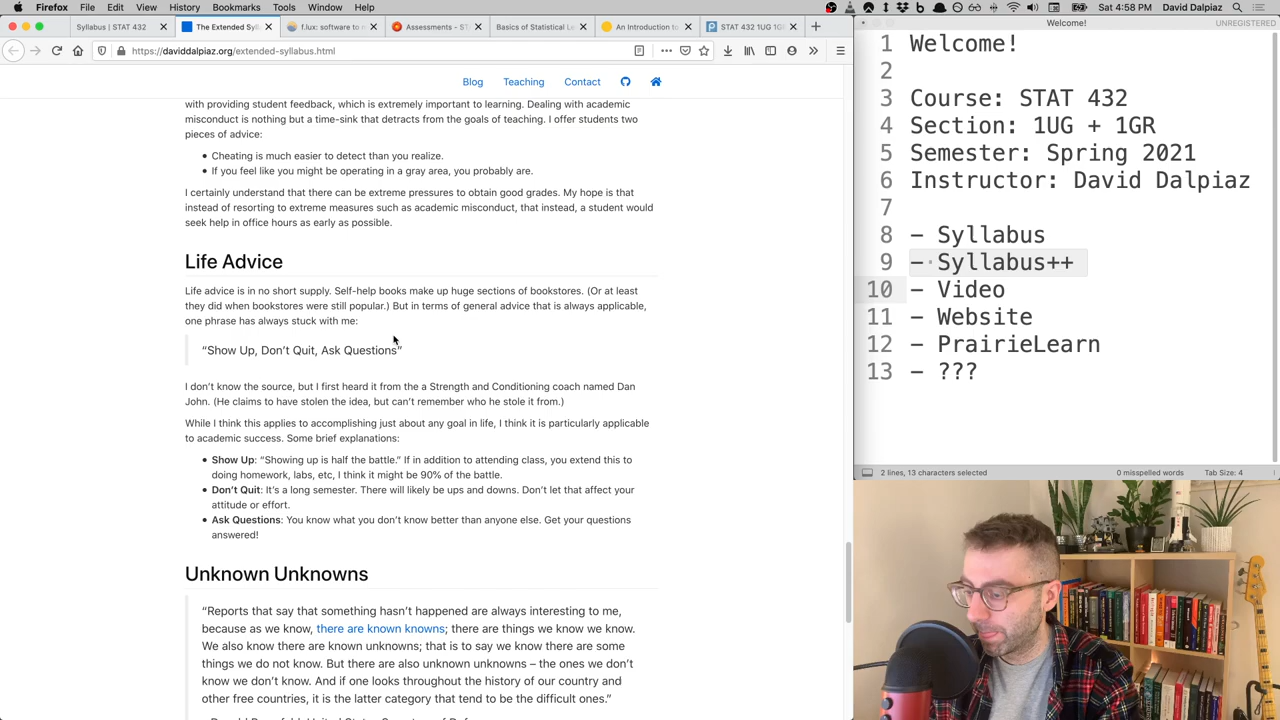 Firefox File Edit View History Bookmarks Tools Window Help
Sat 4:58 PM David Dalpiaz
Syllabus | STAT 432
The Extended Syll
f.lux: software to m
Assessments – ST
Basics of Statistical Le
An Introduction to
STAT 432 1UG 1GR
https://daviddalpiaz.org/extended-syllabus.html
Blog Teaching Contact
with providing student feedback, which is extremely important to learning. Dealing with academic
misconduct is nothing but a time-sink that detracts from the goals of teaching. I offer students two
pieces of advice:
• Cheating is much easier to detect than you realize.
• If you feel like you might be operating in a gray area, you probably are.
I certainly understand that there can be extreme pressures to obtain good grades. My hope is that
instead of resorting to extreme measures such as academic misconduct, that instead, a student would
seek help in office hours as early as possible.
Life Advice
Life advice is in no short supply. Self-help books make up huge sections of bookstores. (Or at least
they did when bookstores were still popular.) But in terms of general advice that is always applicable,
one phrase has always stuck with me:
“Show Up, Don’t Quit, Ask Questions”
I don’t know the source, but I first heard it from the a Strength and Conditioning coach named Dan
John. (He claims to have stolen the idea, but can’t remember who he stole it from.)
While I think this applies to accomplishing just about any goal in life, I think it is particularly applicable
to academic success. Some brief explanations:
• Show Up: “Showing up is half the battle.” If in addition to attending class, you extend this to
doing homework, labs, etc, I think it might be 90% of the battle.
• Don’t Quit: It’s a long semester. There will likely be ups and downs. Don’t let that affect your
attitude or effort.
• Ask Questions: You know what you don’t know better than anyone else. Get your questions
answered!
Unknown Unknowns
“Reports that say that something hasn’t happened are always interesting to me,
because as we know, there are known knowns; there are things we know we know.
We also know there are known unknowns; that is to say we know there are some
things we do not know. But there are also unknown unknowns – the ones we don’t
know we don’t know. And if one looks throughout the history of our country and
other free countries, it is the latter category that tend to be the difficult ones.”
Welcome!
UNREGISTERED
1 Welcome!
2
3 Course: STAT 432
4 Section: 1UG + 1GR
5 Semester: Spring 2021
6 Instructor: David Dalpiaz
7
8 - Syllabus
9 - Syllabus++
10 - Video
11 - Website
12 - PrairieLearn
13 - ???
2 lines, 13 characters selected
0 misspelled words
Tab Size: 4